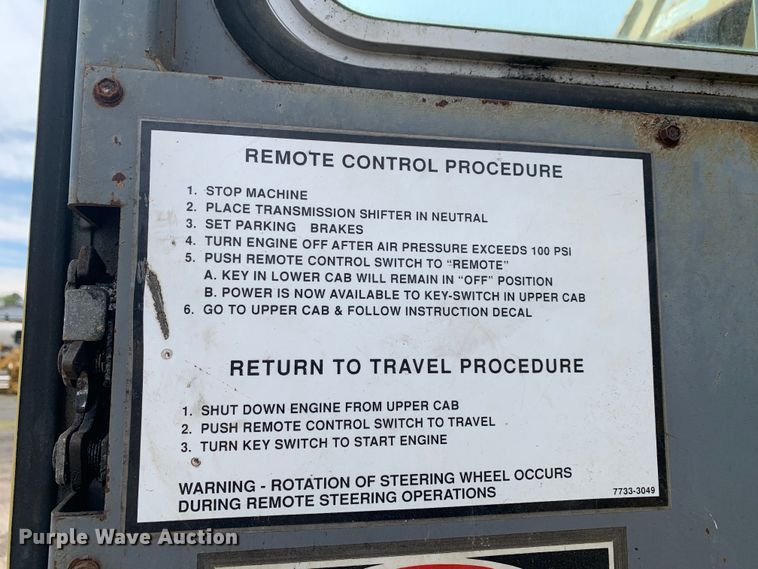 REMOTE CONTROL PROCEDURE
1. STOP MACHINE
2. PLACE TRANSMISSION SHIFTER IN NEUTRAL
3. SET PARKING BRAKES
4. TURN ENGINE OFF AFTER AIR PRESSURE EXCEEDS 100 PSI
5. PUSH REMOTE CONTROL SWITCH TO "REMOTE"
A. KEY IN LOWER CAB WILL REMAIN IN "OFF" POSITION
B. POWER IS NOW AVAILABLE TO KEY-SWITCH IN UPPER CAB
6. GO TO UPPER CAB & FOLLOW INSTRUCTION DECAL
RETURN TO TRAVEL PROCEDURE
1. SHUT DOWN ENGINE FROM UPPER CAB
2. PUSH REMOTE CONTROL SWITCH TO TRAVEL
3. TURN KEY SWITCH TO START ENGINE
WARNING - ROTATION OF STEERING WHEEL OCCURS
DURING REMOTE STEERING OPERATIONS
7733-3049
Purple Wave Auction